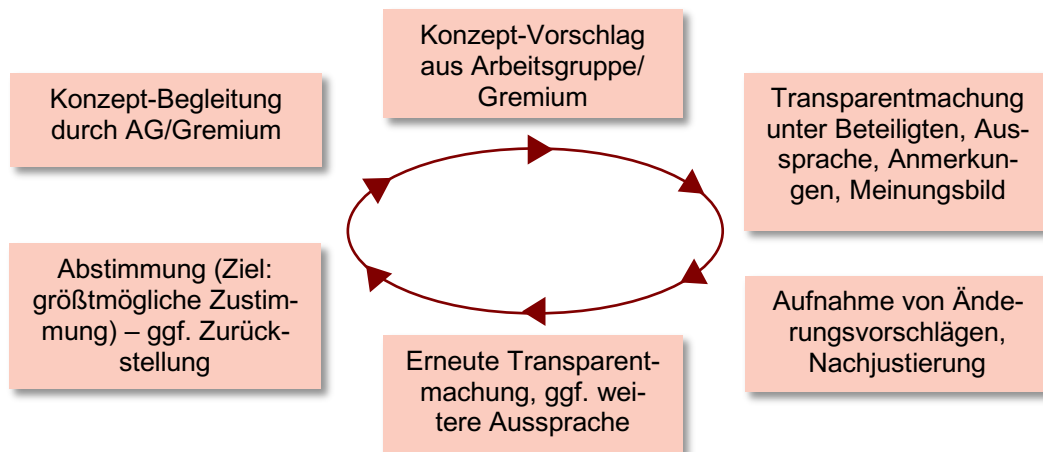 Konzept-Vorschlag
aus Arbeitsgruppe/
Gremium
Transparentmachung
unter Beteiligten, Aus-
sprache, Anmerkun-
gen, Meinungsbild
Aufnahme von Ände-
rungsvorschlägen,
Nachjustierung
Erneute Transparent-
machung, ggf. wei-
tere Aussprache
Abstimmung (Ziel:
größtmögliche Zustim-
mung) – ggf. Zurück-
stellung
Konzept-Begleitung
durch AG/Gremium